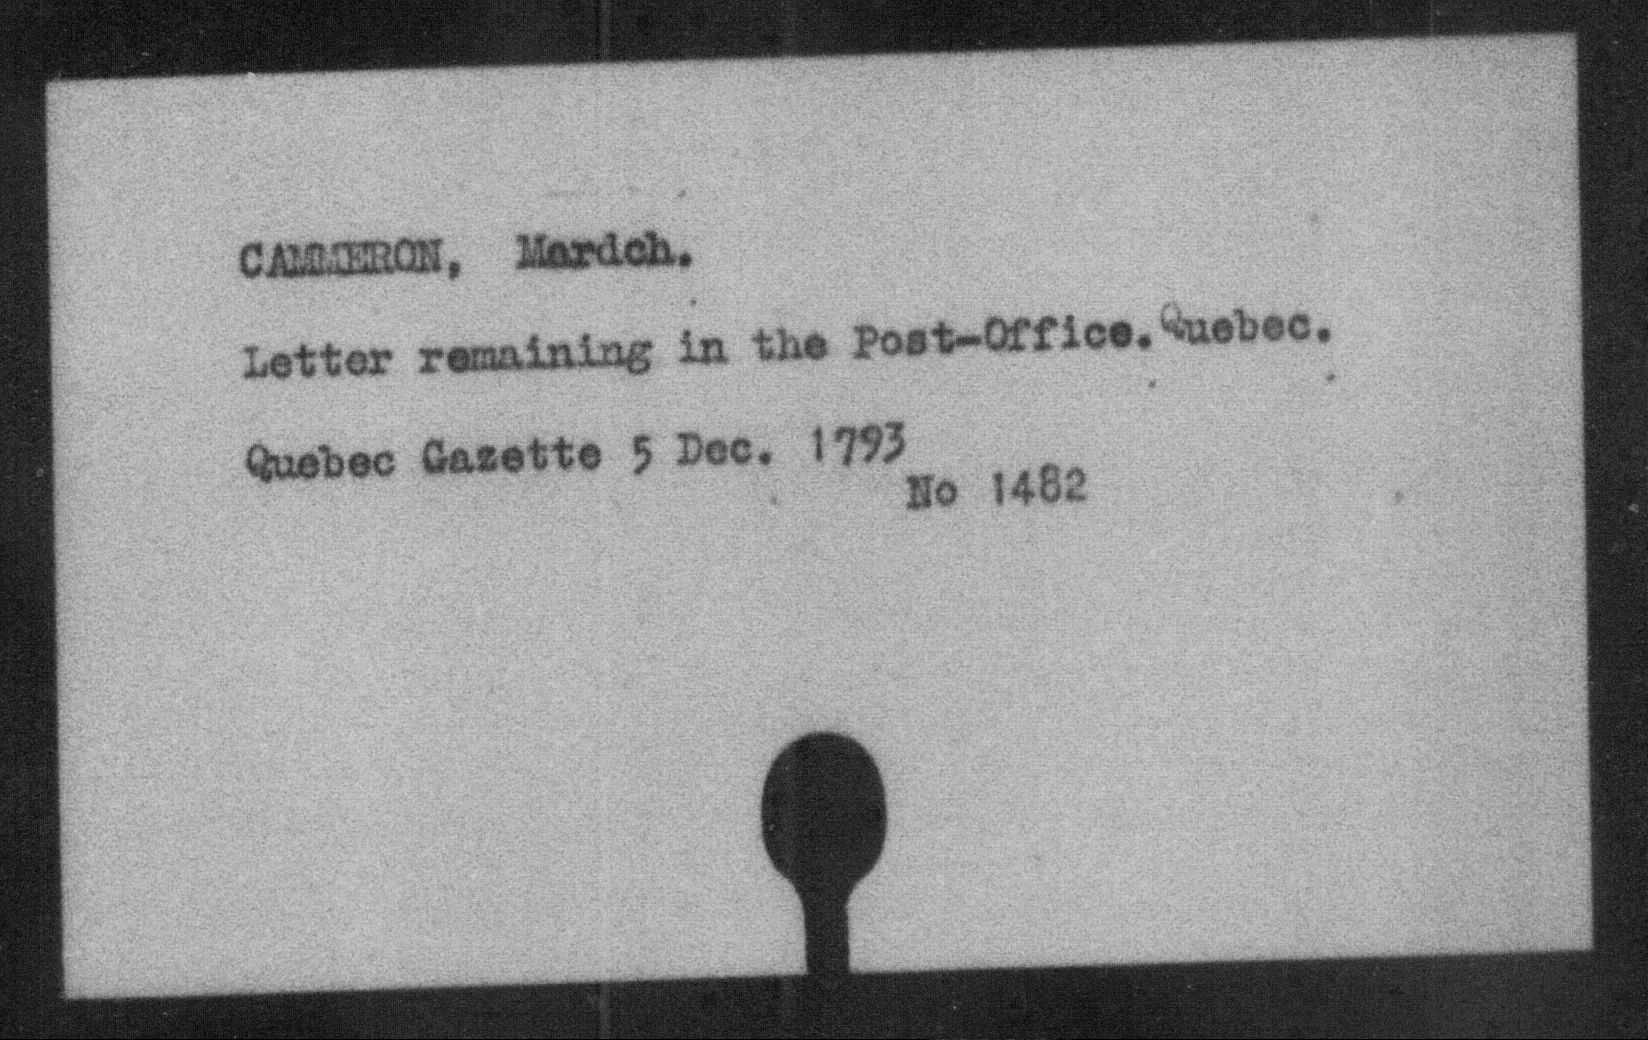 CAMMERON, Mardch.
Letter remaining in the Post-Office. Quebec.
Quebec Gazette 5 Dec. 1793
No 1482